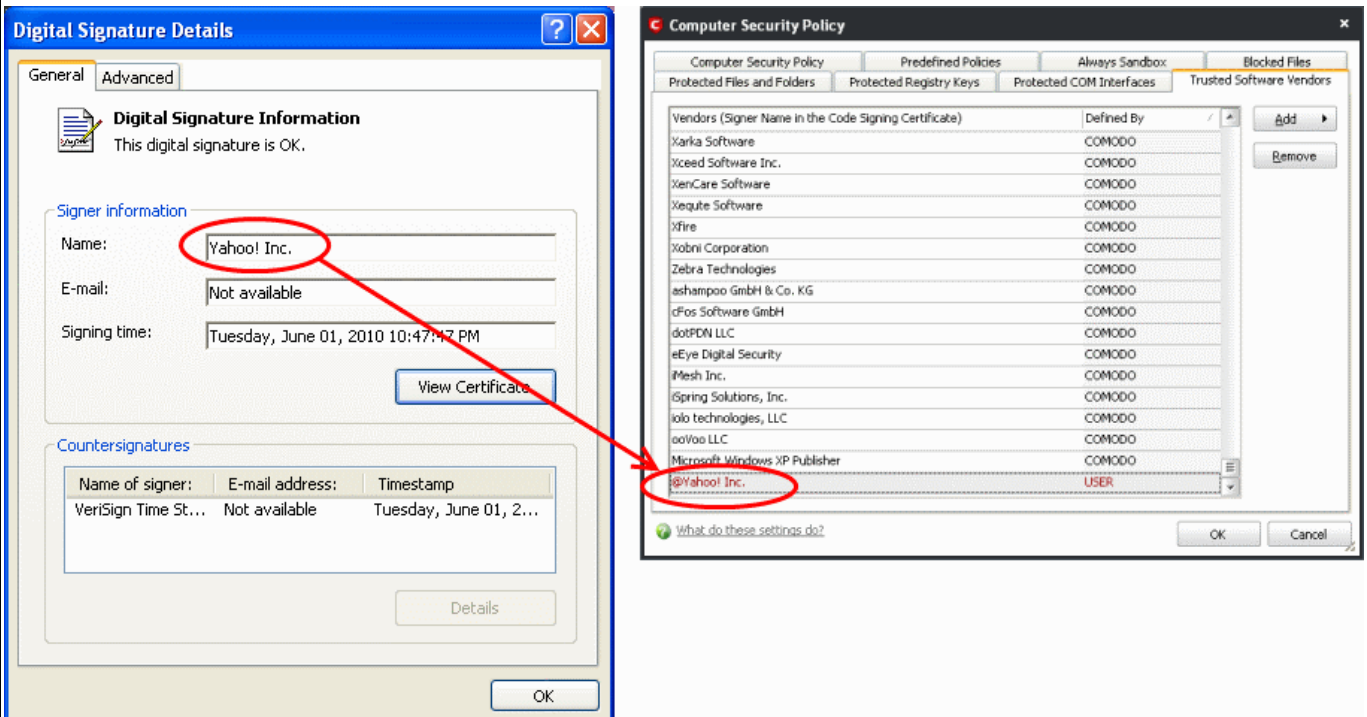 Digital Signature Details
General
Advanced
Digital Signature Information
This digital signature is OK.
Signer information
Name:
Yahoo! Inc.
E-mail:
Not available
Signing time:
Tuesday, June 01, 2010 10:47:47 PM
View Certificate
Countersignatures
Name of signer: E-mail address: Timestamp
VeriSign Time St... Not available Tuesday, June 01, 2...
Details
OK
Computer Security Policy
Computer Security Policy Predefined Policies Always Sandbox Blocked Files
Protected Files and Folders Protected Registry Keys Protected COM Interfaces Trusted Software Vendors
Vendors (Signer Name in the Code Signing Certificate) Defined By
Xarka Software COMODO
Xceed Software Inc. COMODO
XenCare Software COMODO
Xequte Software COMODO
Xfire COMODO
Xobni Corporation COMODO
Zebra Technologies COMODO
ashampoo GmbH & Co. KG COMODO
cFos Software GmbH COMODO
dotPDN LLC COMODO
eEye Digital Security COMODO
iMesh Inc. COMODO
iSpring Solutions, Inc. COMODO
iolo technologies, LLC COMODO
ooVoo LLC COMODO
Microsoft Windows XP Publisher COMODO
@Yahoo! Inc. USER
Add
Remove
What do these settings do?
OK
Cancel